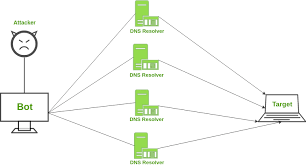 Attacker
Bot
DNS Resolver
DNS Resolver
DNS Resolver
DNS Resolver
Target